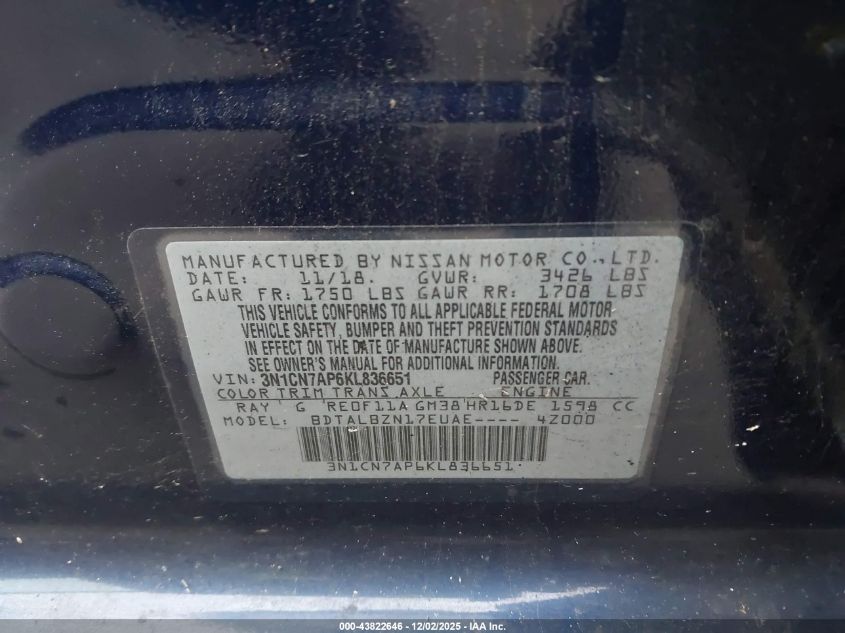 MANUFACTURED BY NISSAN MOTOR CO., LTD.
DATE: 11/18. GVWR: 3426 LBS
GAWR FR: 1750 LBS GAWR RR: 1708 LBS
THIS VEHICLE CONFORMS TO ALL APPLICABLE FEDERAL MOTOR
VEHICLE SAFETY, BUMPER AND THEFT PREVENTION STANDARDS
IN EFFECT ON THE DATE OF MANUFACTURE SHOWN ABOVE.
SEE OWNER'S MANUAL FOR ADDITIONAL INFORMATION.
VIN: 3N1CN7AP6KL836651 PASSENGER CAR.
COLOR TRIM TRANS AXLE ENGINE
RAY G RE0F11A GM38 HR16DE 1598 CC
MODEL: BDTALBZN17EUAE---- 4Z000
3N1CN7AP6KL836651
000-43822646 - 12/02/2025 - IAA Inc.